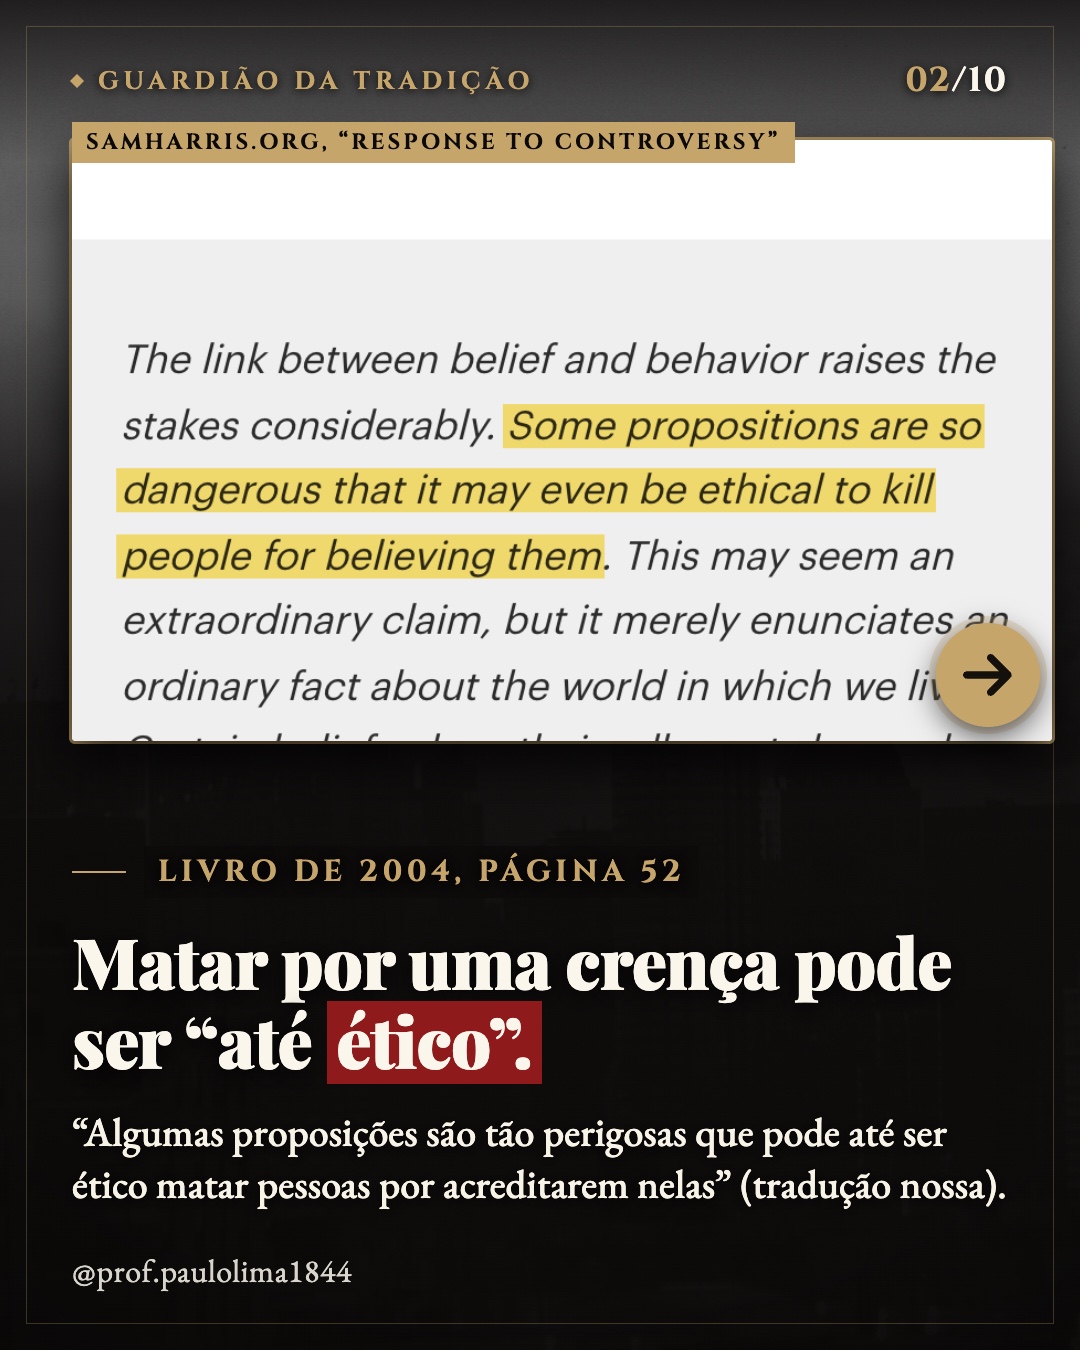 ◆ GUARDIÃO DA TRADIÇÃO
02/10
SAMHARRIS.ORG, “RESPONSE TO CONTROVERSY”
The link between belief and behavior raises the
stakes considerably. Some propositions are so
dangerous that it may even be ethical to kill
people for believing them. This may seem an
extraordinary claim, but it merely enunciates an
ordinary fact about the world in which we
LIVRO DE 2004, PÁGINA 52
Matar por uma crença pode
ser “até ético”.
“Algumas proposições são tão perigosas que pode até ser
ético matar pessoas por acreditarem nelas” (tradução nossa).
@prof.paulolima1844